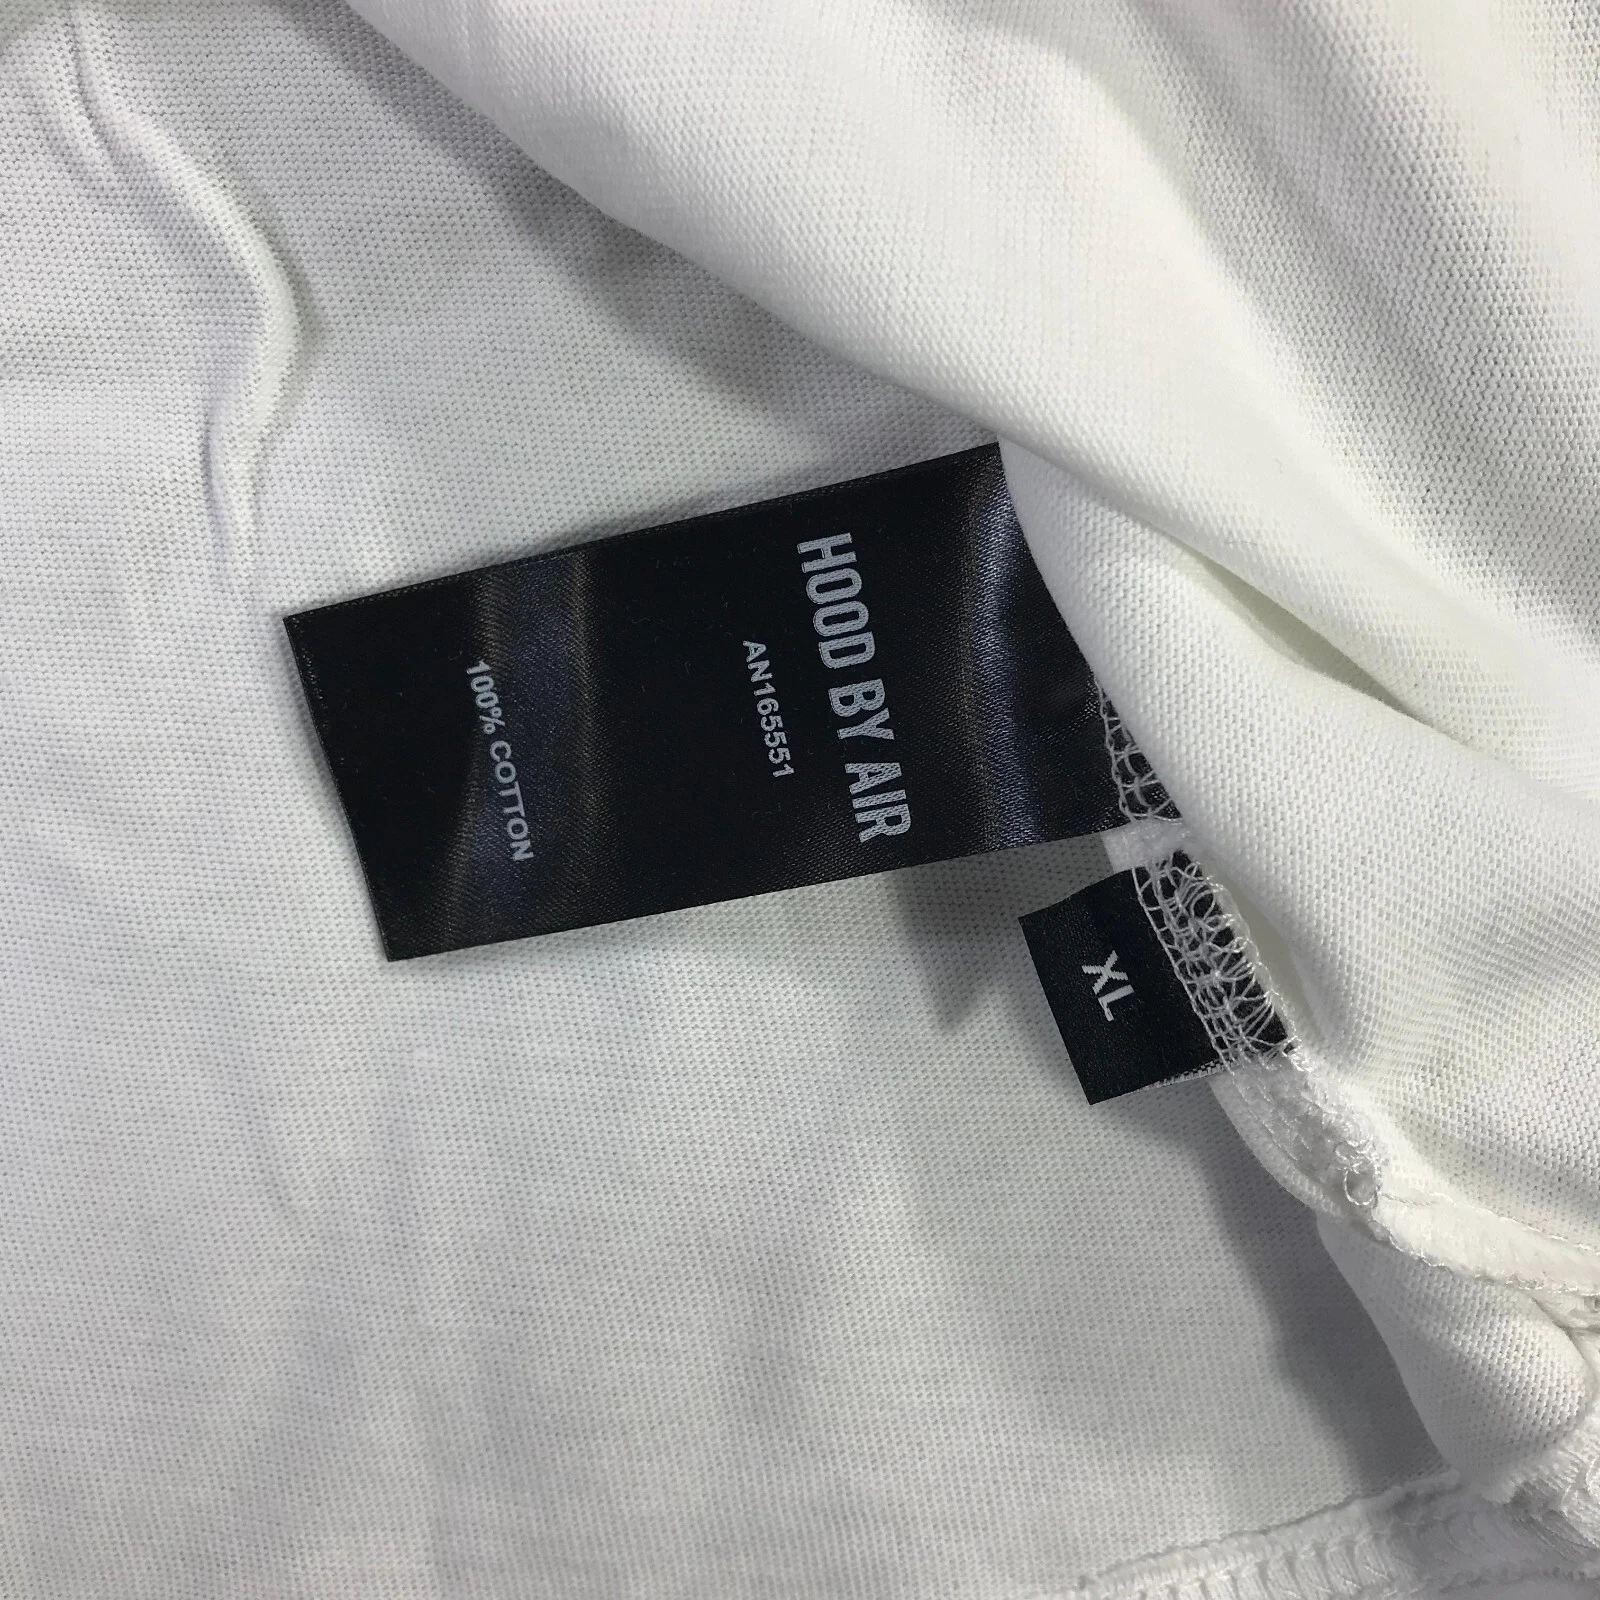 HOOD BY AIR
AN165551
100% COTTON
XL